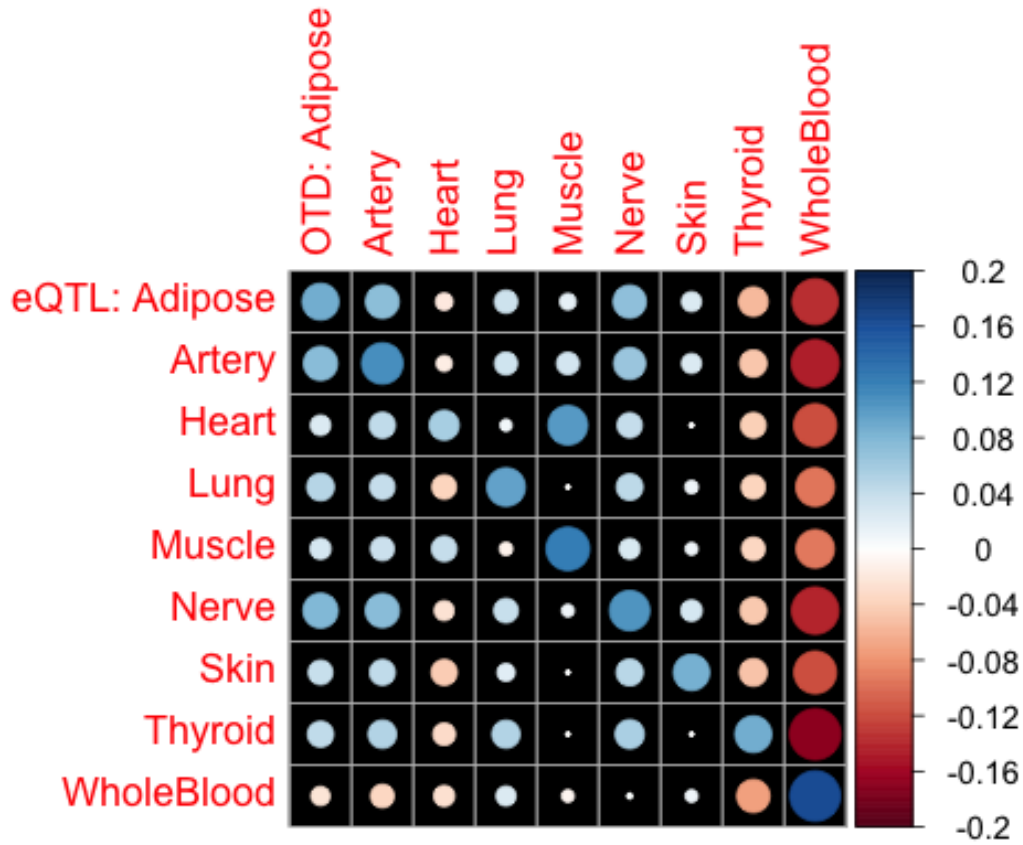 OTD: Adipose
Artery
Heart
Lung
Muscle
Nerve
Skin
Thyroid
WholeBlood
eQTL: Adipose
Artery
Heart
Lung
Muscle
Nerve
Skin
Thyroid
WholeBlood
0.2
0.16
0.12
0.08
0.04
0
-0.04
-0.08
-0.12
-0.16
-0.2